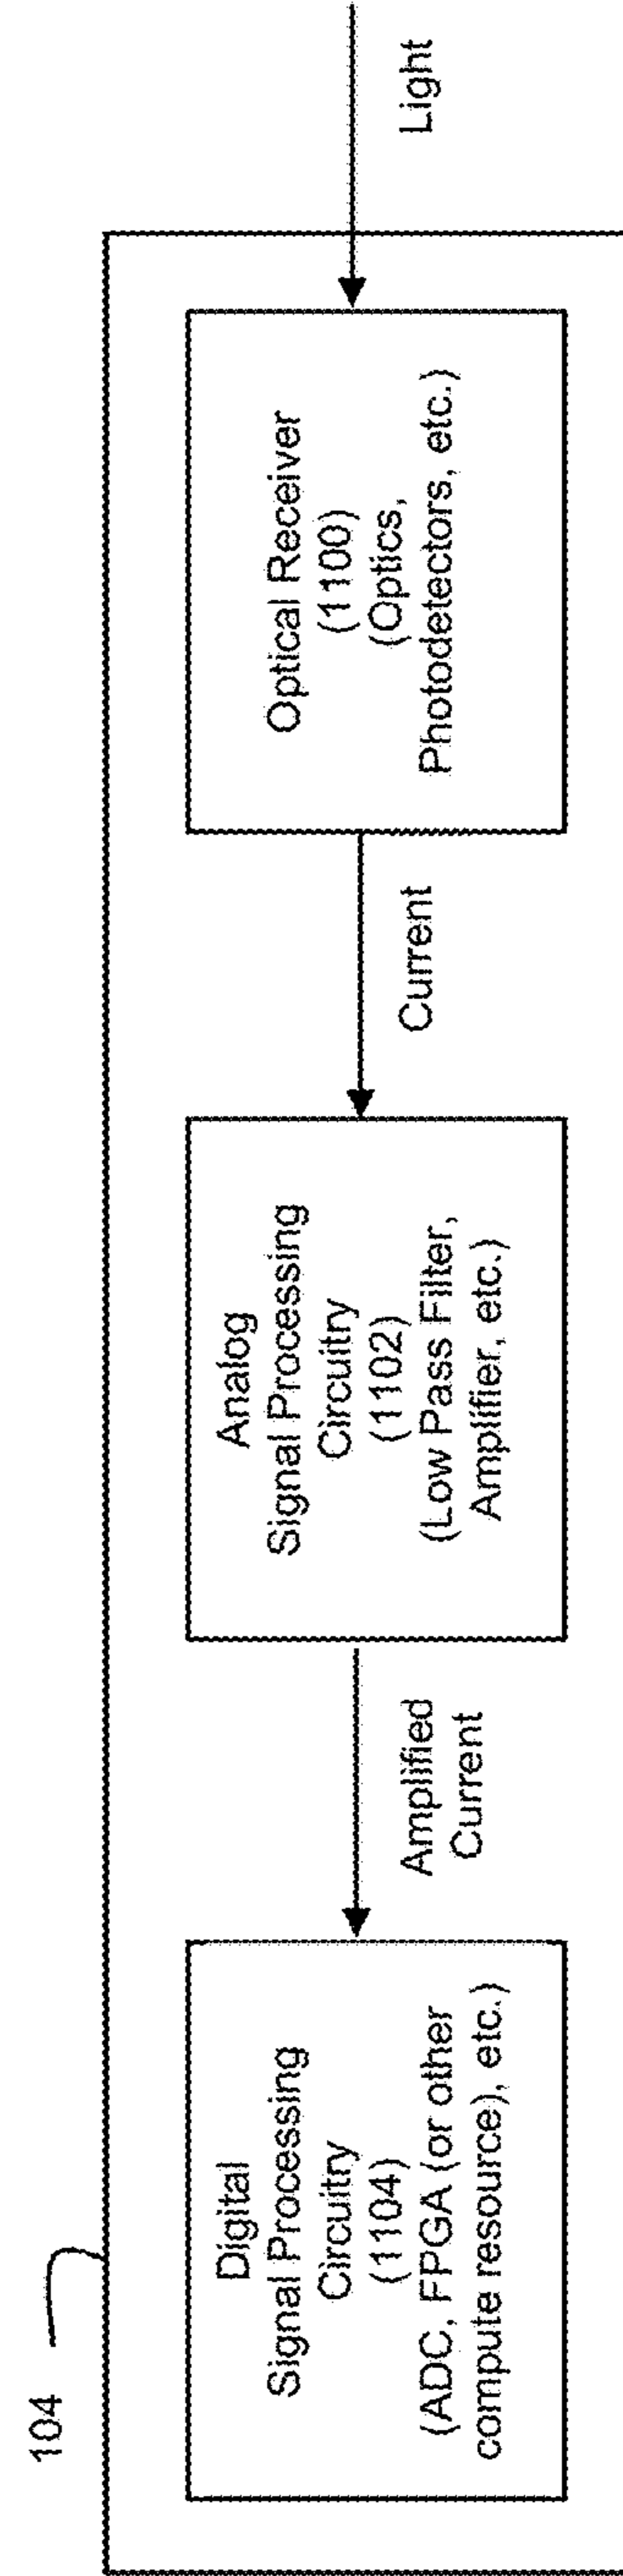 104
Digital
Signal Processing
Circuitry
(1104)
(ADC, FPGA (or other
compute resource), etc.)
Amplified
Current
Analog
Signal Processing
Circuitry
(1102)
(Low Pass Filter,
Amplifier, etc.)
Current
Optical Receiver
(1100)
(Optics,
Photodetectors, etc.)
Light